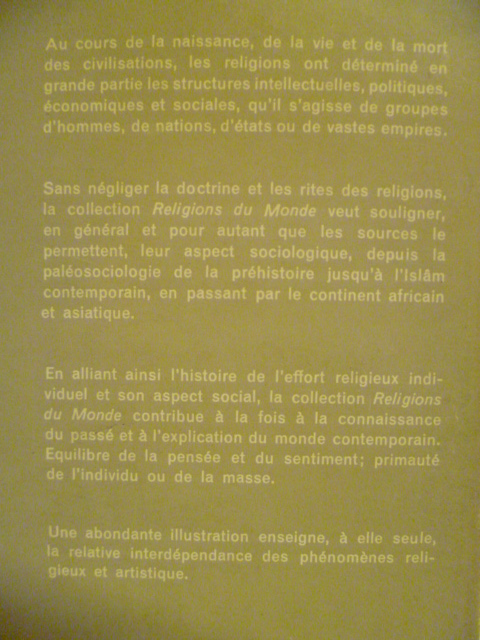 Au cours de la naissance, de la vie et de la mort
des civilisations, les religions ont déterminé en
grande partie les structures intellectuelles, politiques,
économiques et sociales, qu'il s'agisse de groupes
d'hommes, de nations, d'états ou de vastes empires.
Sans négliger la doctrine et les rites des religions,
la collection Religions du Monde veut souligner,
en général et pour autant que les sources le
permettent, leur aspect sociologique, depuis la
paléosociologie de la préhistoire jusqu'à l'Islâm
contemporain, en passant par le continent africain
et asiatique.
En alliant ainsi l'histoire de l'effort religieux indi-
viduel et son aspect social, la collection Religions
du Monde contribue à la fois à la connaissance
du passé et à l'explication du monde contemporain.
Equilibre de la pensée et du sentiment; primauté
de l'individu ou de la masse.
Une abondante illustration enseigne, à elle seule,
la relative interdépendance des phénomènes reli-
gieux et artistique.